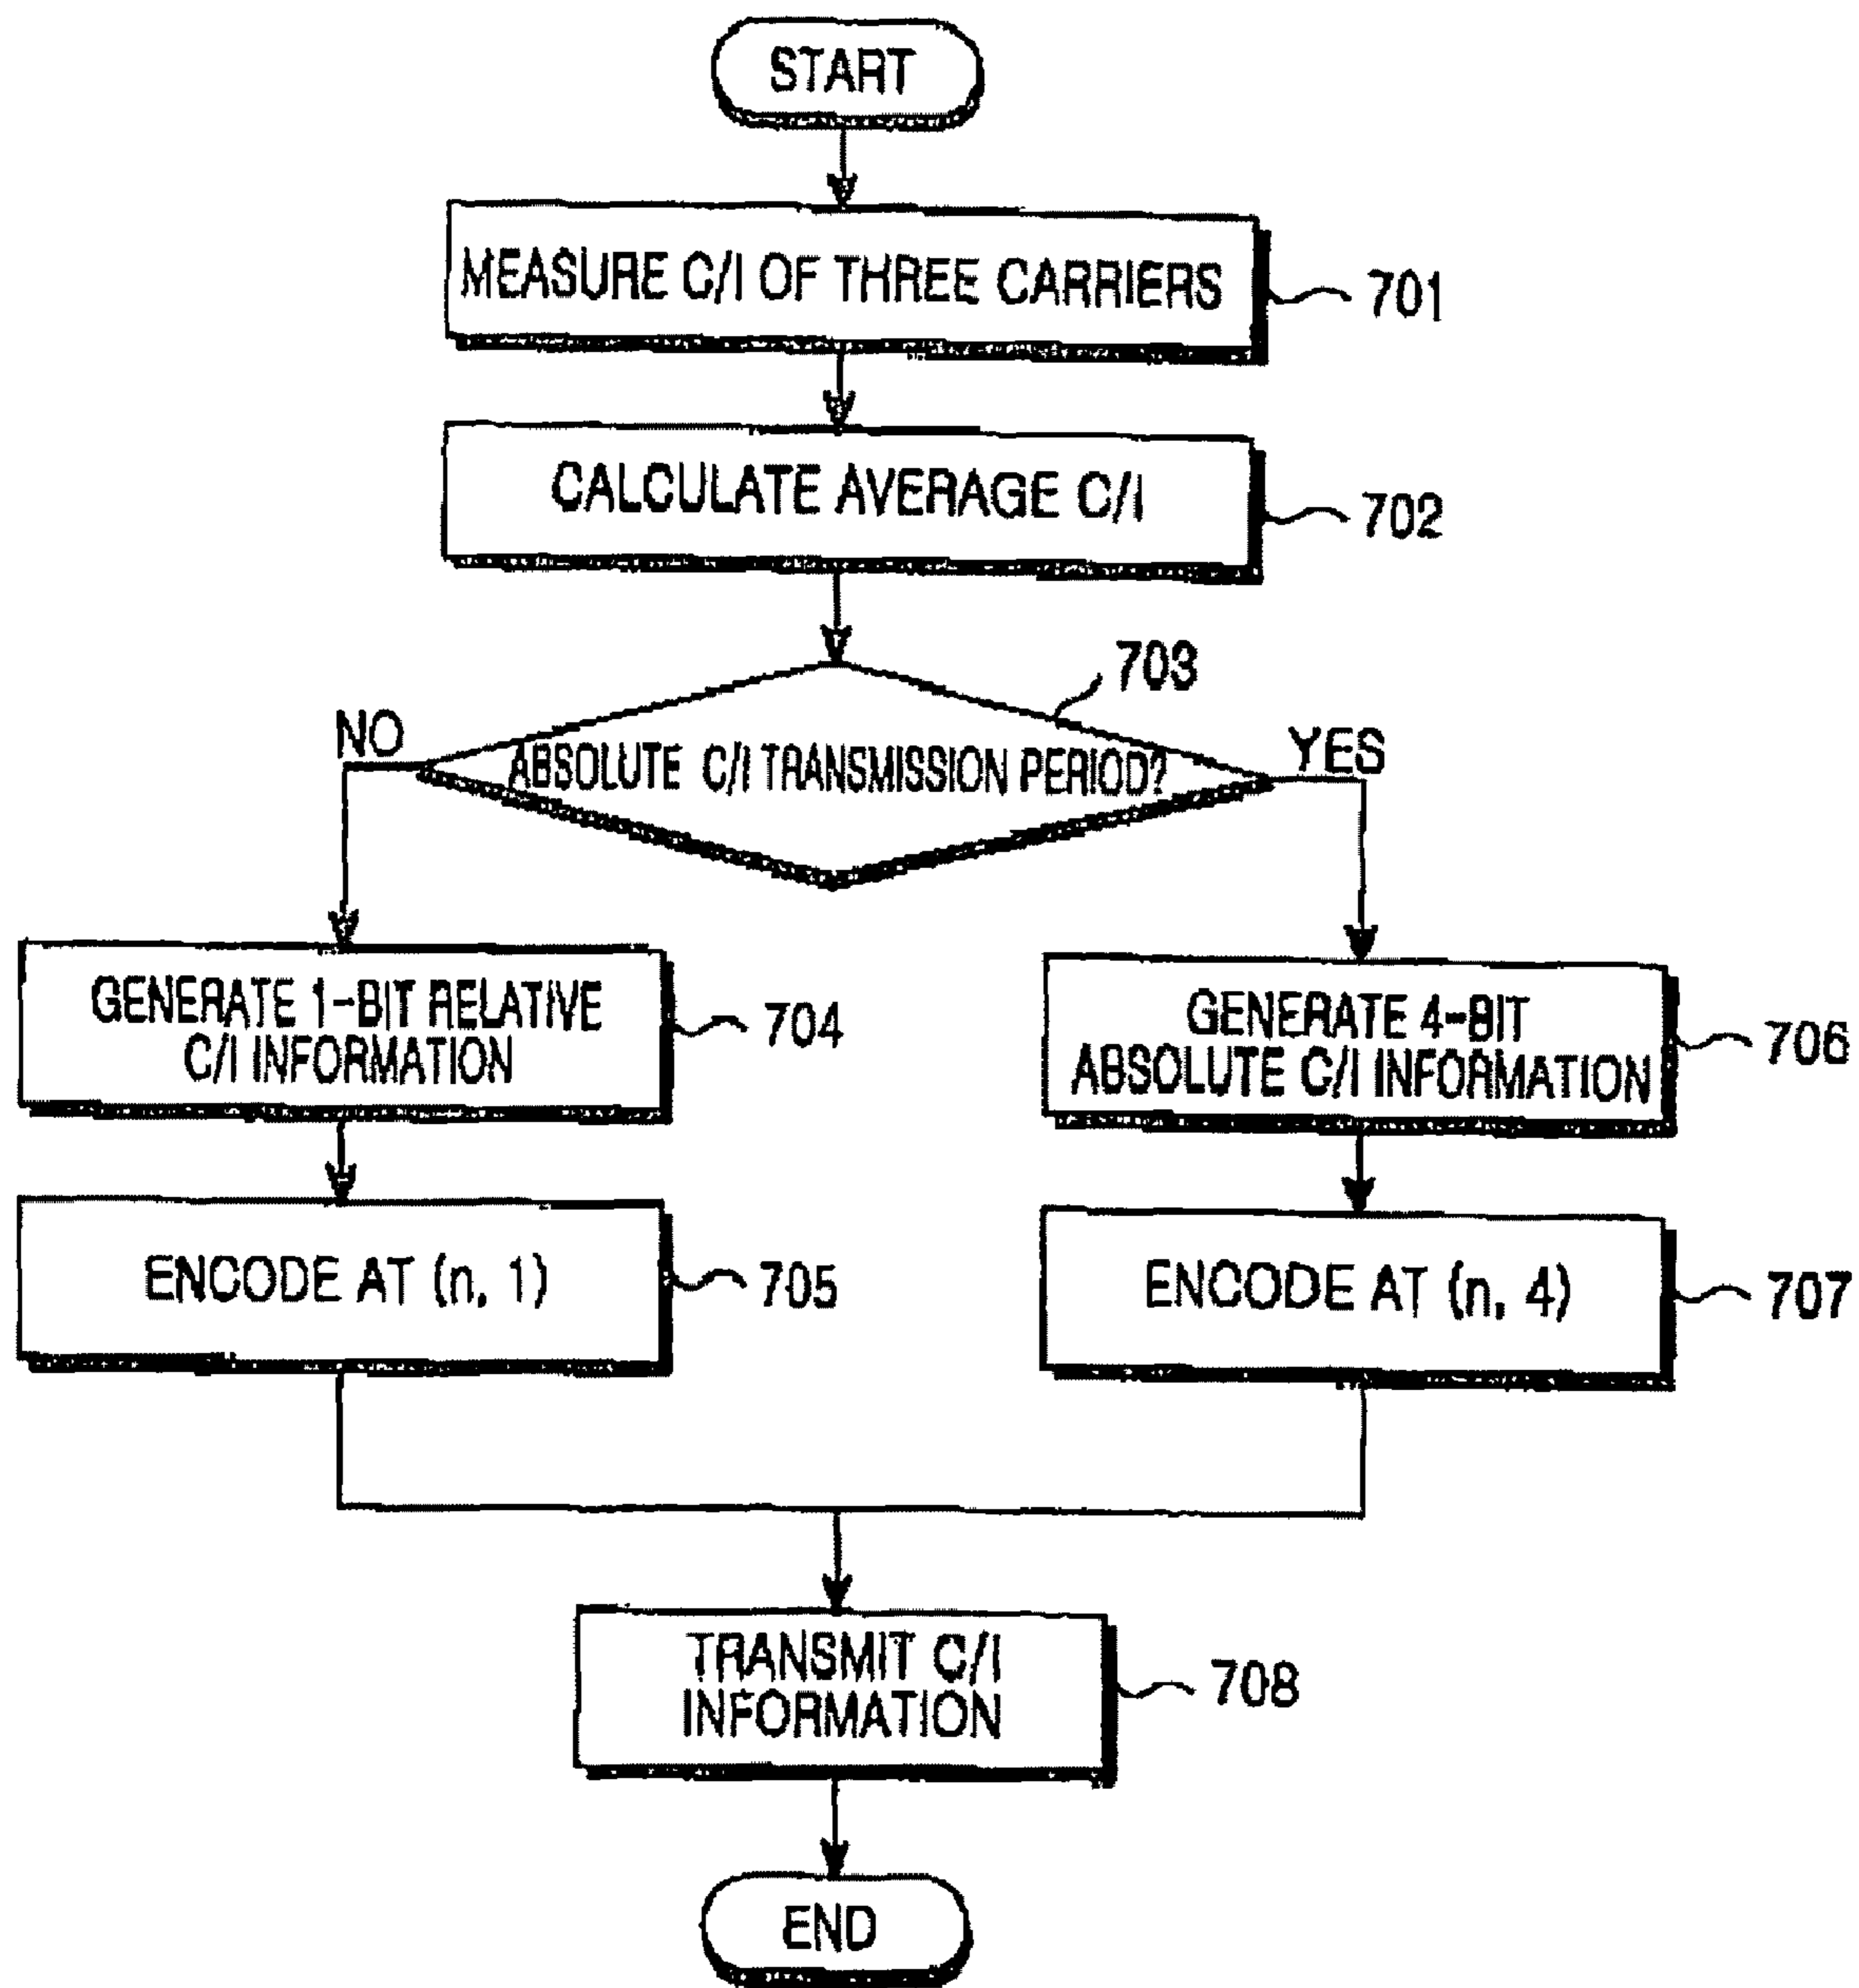 START
MEASURE C/I OF THREE CARRIERS
701
CALCULATE AVERAGE C/I
702
703
NO
ABSOLUTE C/I TRANSMISSION PERIOD?
YES
GENERATE 1-BIT RELATIVE
C/I INFORMATION
704
GENERATE 4-BIT
ABSOLUTE C/I INFORMATION
706
ENCODE AT (n, 1)
705
ENCODE AT (n, 4)
707
TRANSMIT C/I
INFORMATION
708
END